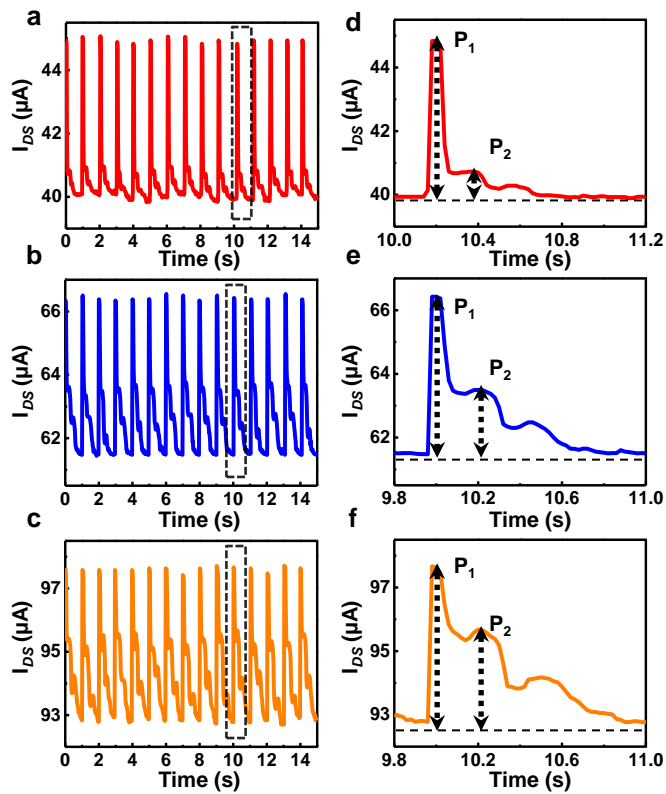 a
I_DS (µA)
44
42
40
0 2 4 6 8 10 12 14
Time (s)
d
P₁
P₂
I_DS (µA)
44
42
40
10.0 10.4 10.8 11.2
Time (s)
b
I_DS (µA)
66
64
62
0 2 4 6 8 10 12 14
Time (s)
e
P₁
P₂
I_DS (µA)
66
64
62
9.8 10.2 10.6 11.0
Time (s)
c
I_DS (µA)
97
95
93
0 2 4 6 8 10 12 14
Time (s)
f
P₁
P₂
I_DS (µA)
97
95
93
9.8 10.2 10.6 11.0
Time (s)